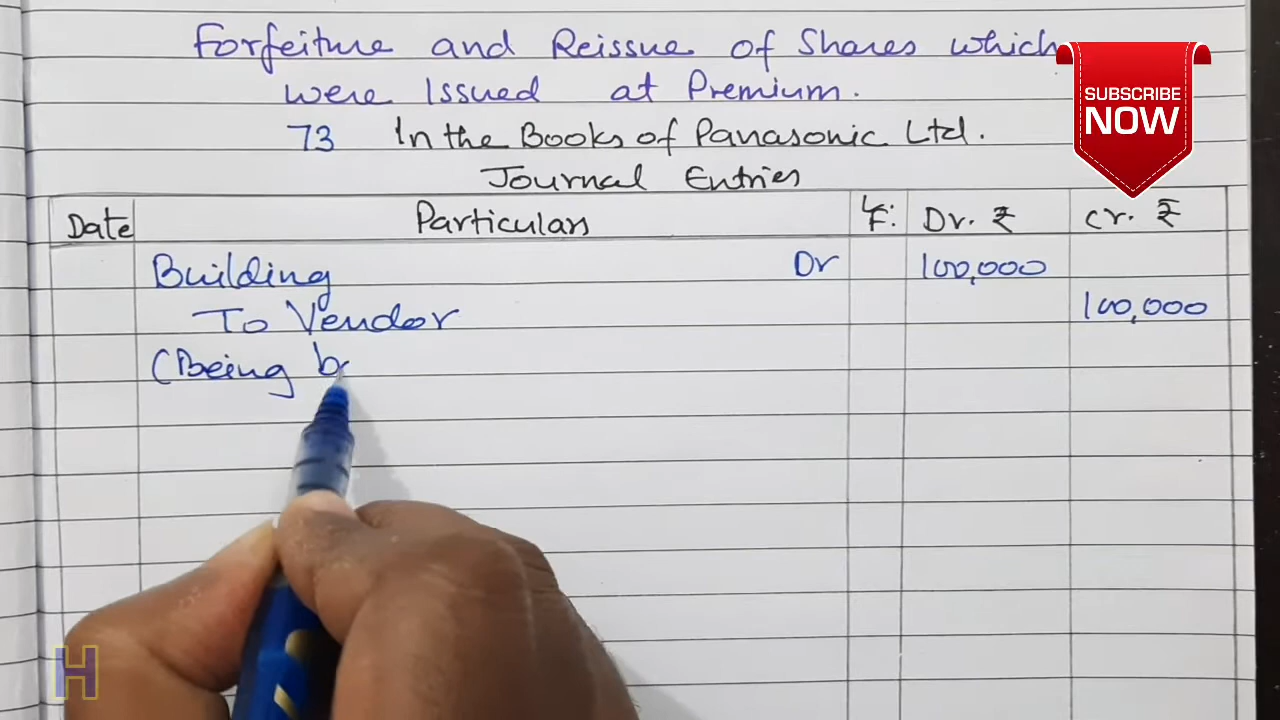 Forfeiture and Reissue of Shares which
were Issued at Premium.
73 In the Books of Panasonic Ltd.
Journal Entries
Date Particulars L.F. Dr. ₹ Cr. ₹
Building Dr 100,000
To Vendor 100,000
(Being b
SUBSCRIBE
NOW
H